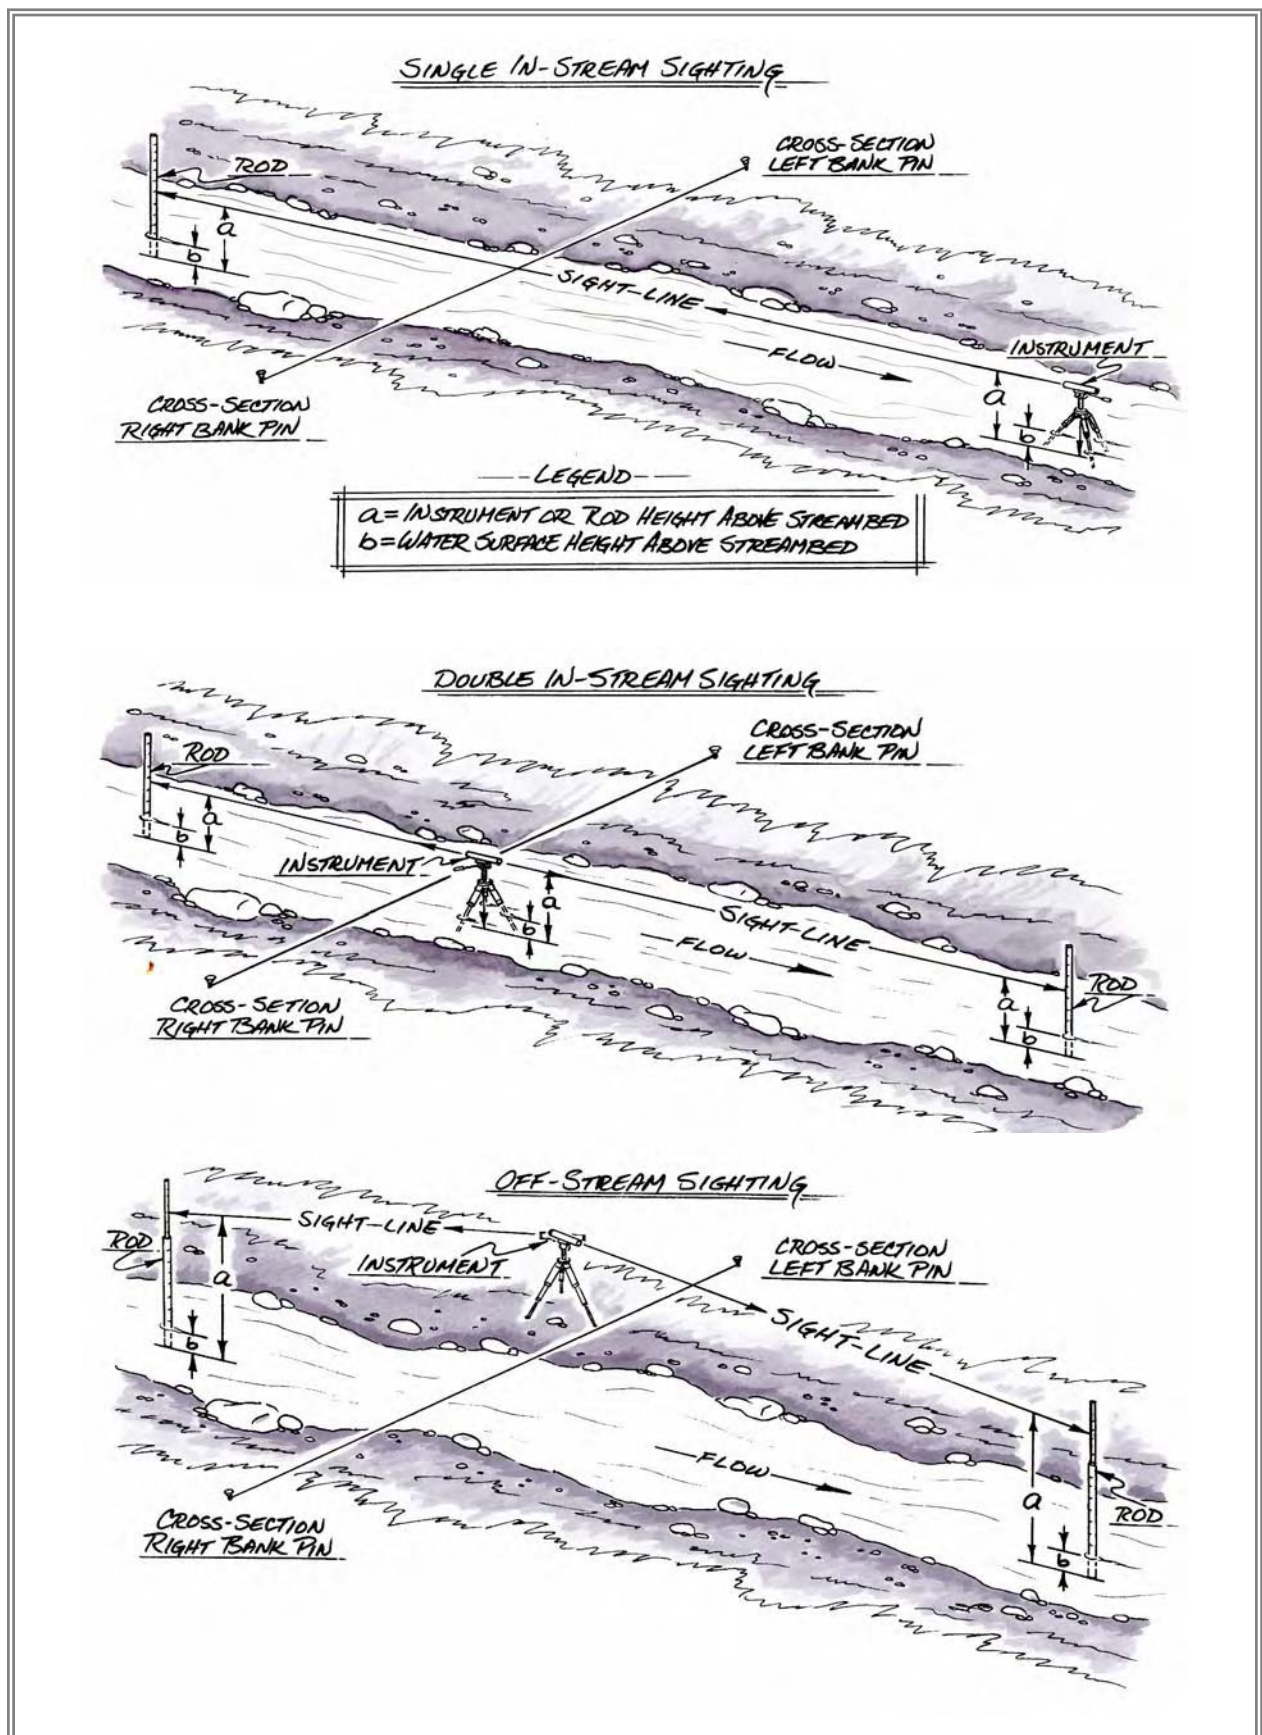 SINGLE IN-STREAM SIGHTING
CROSS-SECTION
LEFT BANK PIN
ROD
a
b
SIGHT-LINE
FLOW
INSTRUMENT
a
b
CROSS-SECTION
RIGHT BANK PIN
LEGEND
a = INSTRUMENT OR ROD HEIGHT ABOVE STREAMBED
b = WATER SURFACE HEIGHT ABOVE STREAMBED
DOUBLE IN-STREAM SIGHTING
CROSS-SECTION
LEFT BANK PIN
ROD
a
b
INSTRUMENT
a
b
SIGHT-LINE
FLOW
ROD
a
b
CROSS-SETION
RIGHT BANK PIN
OFF-STREAM SIGHTING
SIGHT-LINE
ROD
INSTRUMENT
CROSS-SECTION
LEFT BANK PIN
a
b
SIGHT-LINE
FLOW
a
ROD
b
CROSS-SECTION
RIGHT BANK PIN